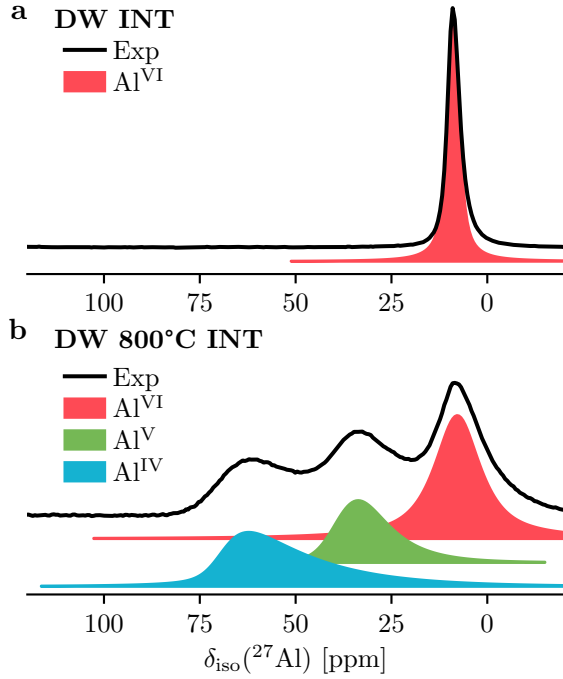 a
DW INT
Exp
Al^VI
100 75 50 25 0
b
DW 800°C INT
Exp
Al^VI
Al^V
Al^IV
100 75 50 25 0
δ_iso(^27Al) [ppm]